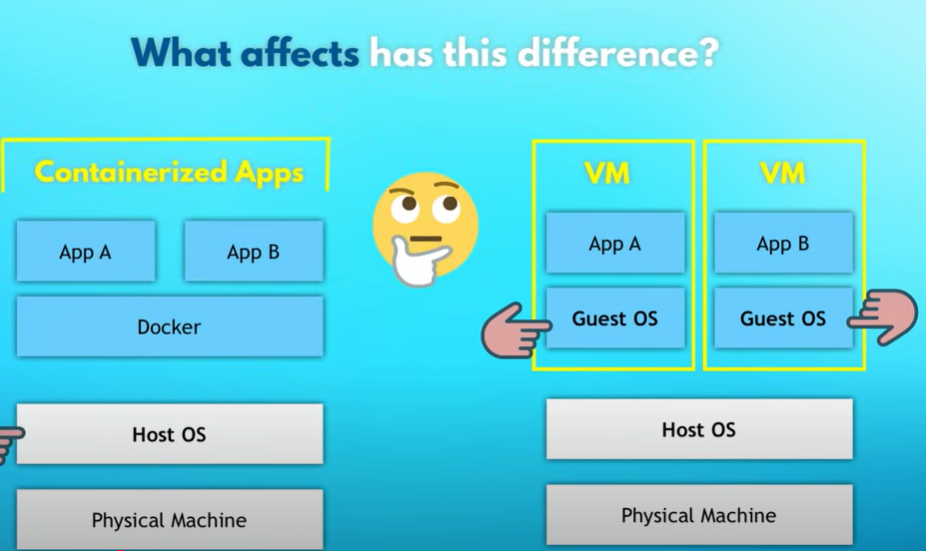 What affects has this difference?
Containerized Apps
App A
App B
Docker
Host OS
Physical Machine
VM
App A
Guest OS
VM
App B
Guest OS
Host OS
Physical Machine